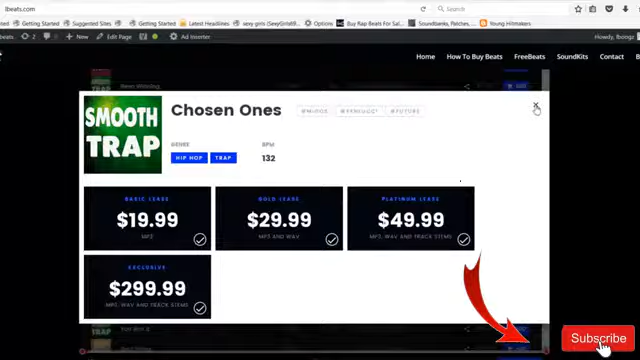 lbeats.com
Search
Getting Started
Suggested Sites
Getting Started
Latest Headlines
Options
Buy Rap Beats For Sal
Soundbanks, Patches,
Young Hitmakers
New
Edit Page
Ad Inserter
Howdy,
Home
How To Buy Beats
FreeBeats
SoundKits
Contact
SMOOTH
TRAP
Chosen Ones
#MIGOS
#FUTURE
GENRE
BPM
HIP HOP
TRAP
132
BASIC LEASE
GOLD LEASE
PLATINUM LEASE
$19.99
$29.99
$49.99
MP3
MP3 AND WAV
MP3, WAV AND TRACK STEMS
EXCLUSIVE
$299.99
MP3, WAV AND TRACK STEMS
Subscribe